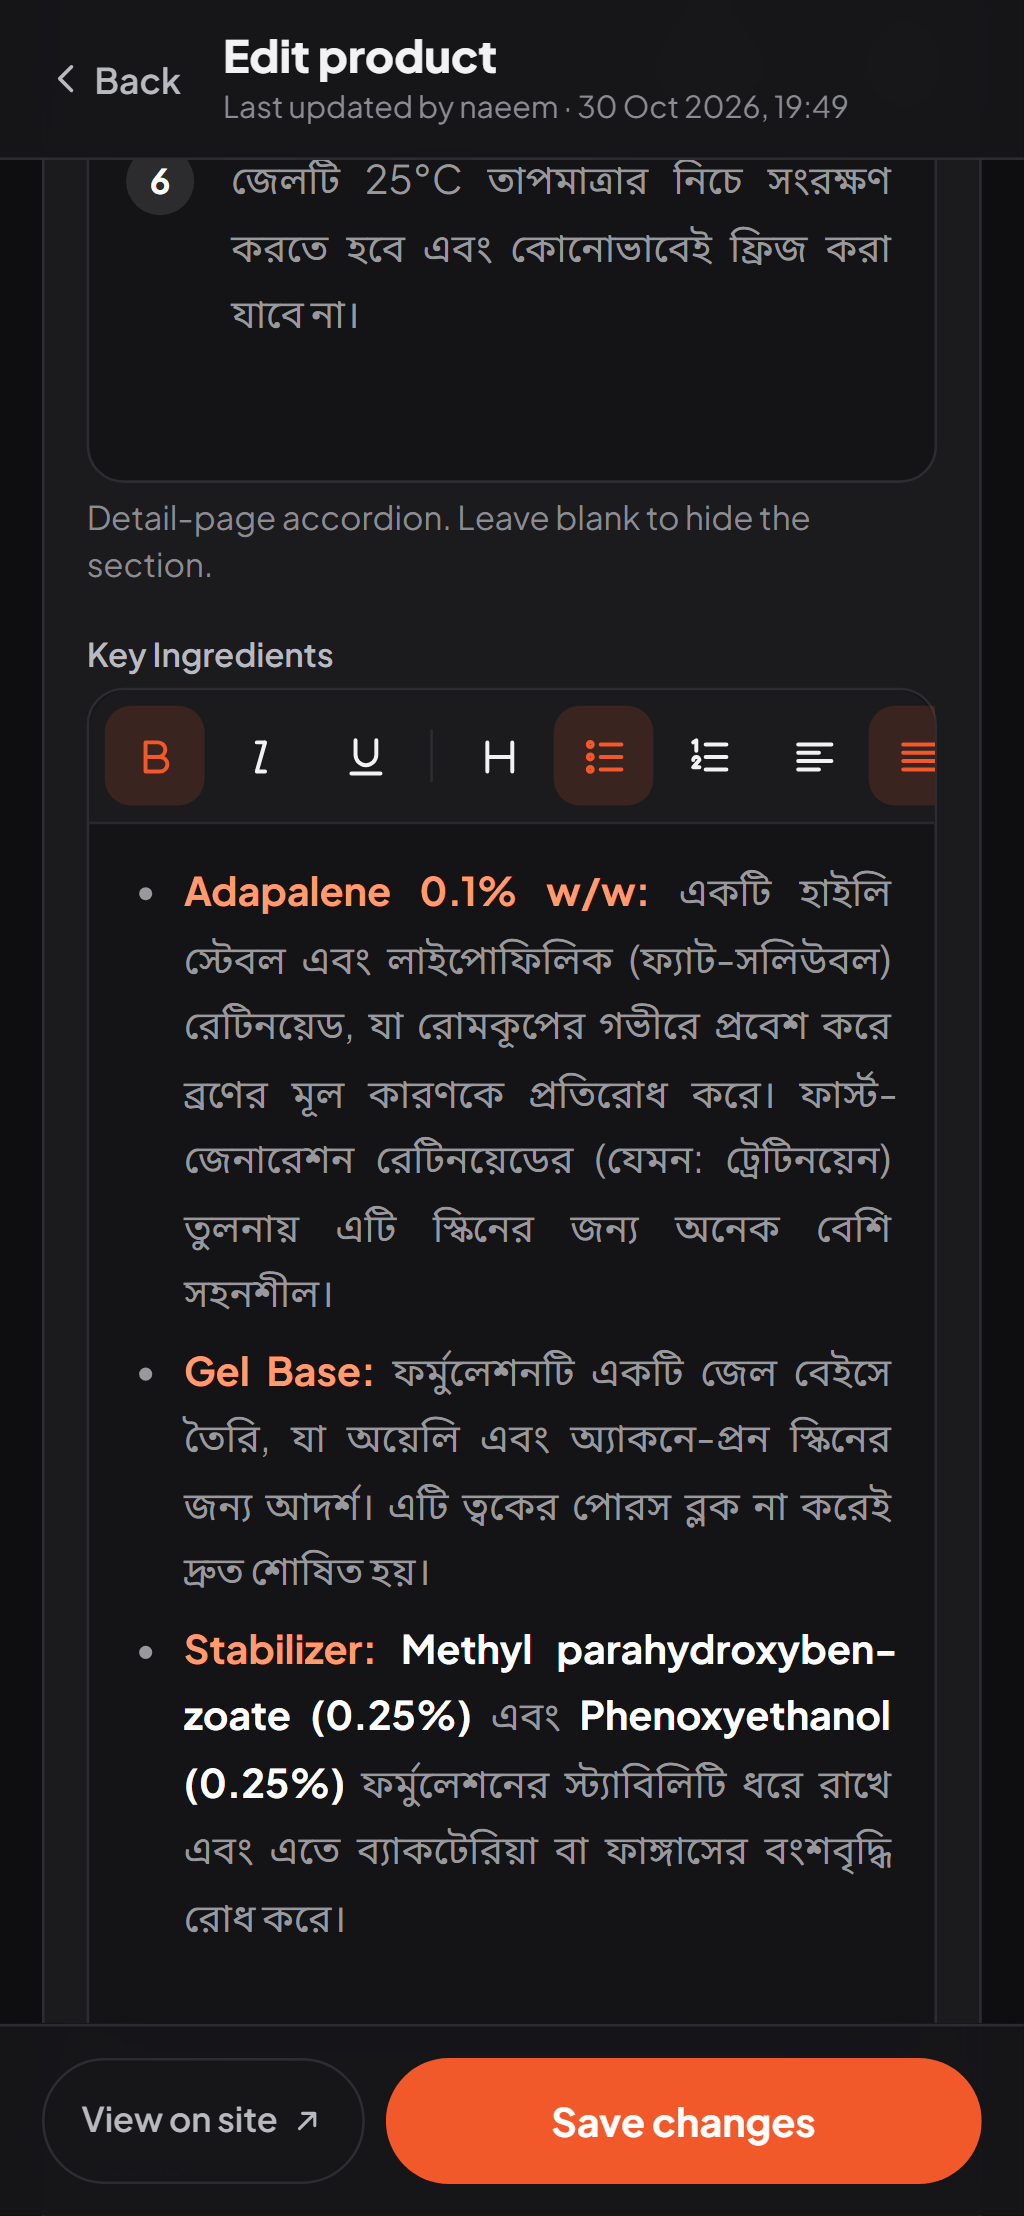 Back
Edit product
Last updated by naeem · 30 Oct 2026, 19:49
6
জেলটি 25°C তাপমাত্রার নিচে সংরক্ষণ
করতে হবে এবং কোনোভাবেই ফ্রিজ করা
যাবে না।
Detail-page accordion. Leave blank to hide the
section.
Key Ingredients
B I U H
• Adapalene 0.1% w/w: একটি হাইলি
স্টেবল এবং লাইপোফিলিক (ফ্যাট-সলিউবল)
রেটিনয়েড, যা রোমকূপের গভীরে প্রবেশ করে
ব্রণের মূল কারণকে প্রতিরোধ করে। ফার্স্ট-
জেনারেশন রেটিনয়েডের (যেমন: ট্রেটিনয়েন)
তুলনায় এটি স্কিনের জন্য অনেক বেশি
সহনশীল।
• Gel Base: ফর্মুলেশনটি একটি জেল বেইসে
তৈরি, যা অয়েলি এবং অ্যাকনে-প্রন স্কিনের
জন্য আদর্শ। এটি ত্বকের পোরস ব্লক না করেই
দ্রুত শোষিত হয়।
• Stabilizer: Methyl parahydroxyben-
zoate (0.25%) এবং Phenoxyethanol
(0.25%) ফর্মুলেশনের স্ট্যাবিলিটি ধরে রাখে
এবং এতে ব্যাকটেরিয়া বা ফাঙ্গাসের বংশবৃদ্ধি
রোধ করে।
View on site ↗
Save changes